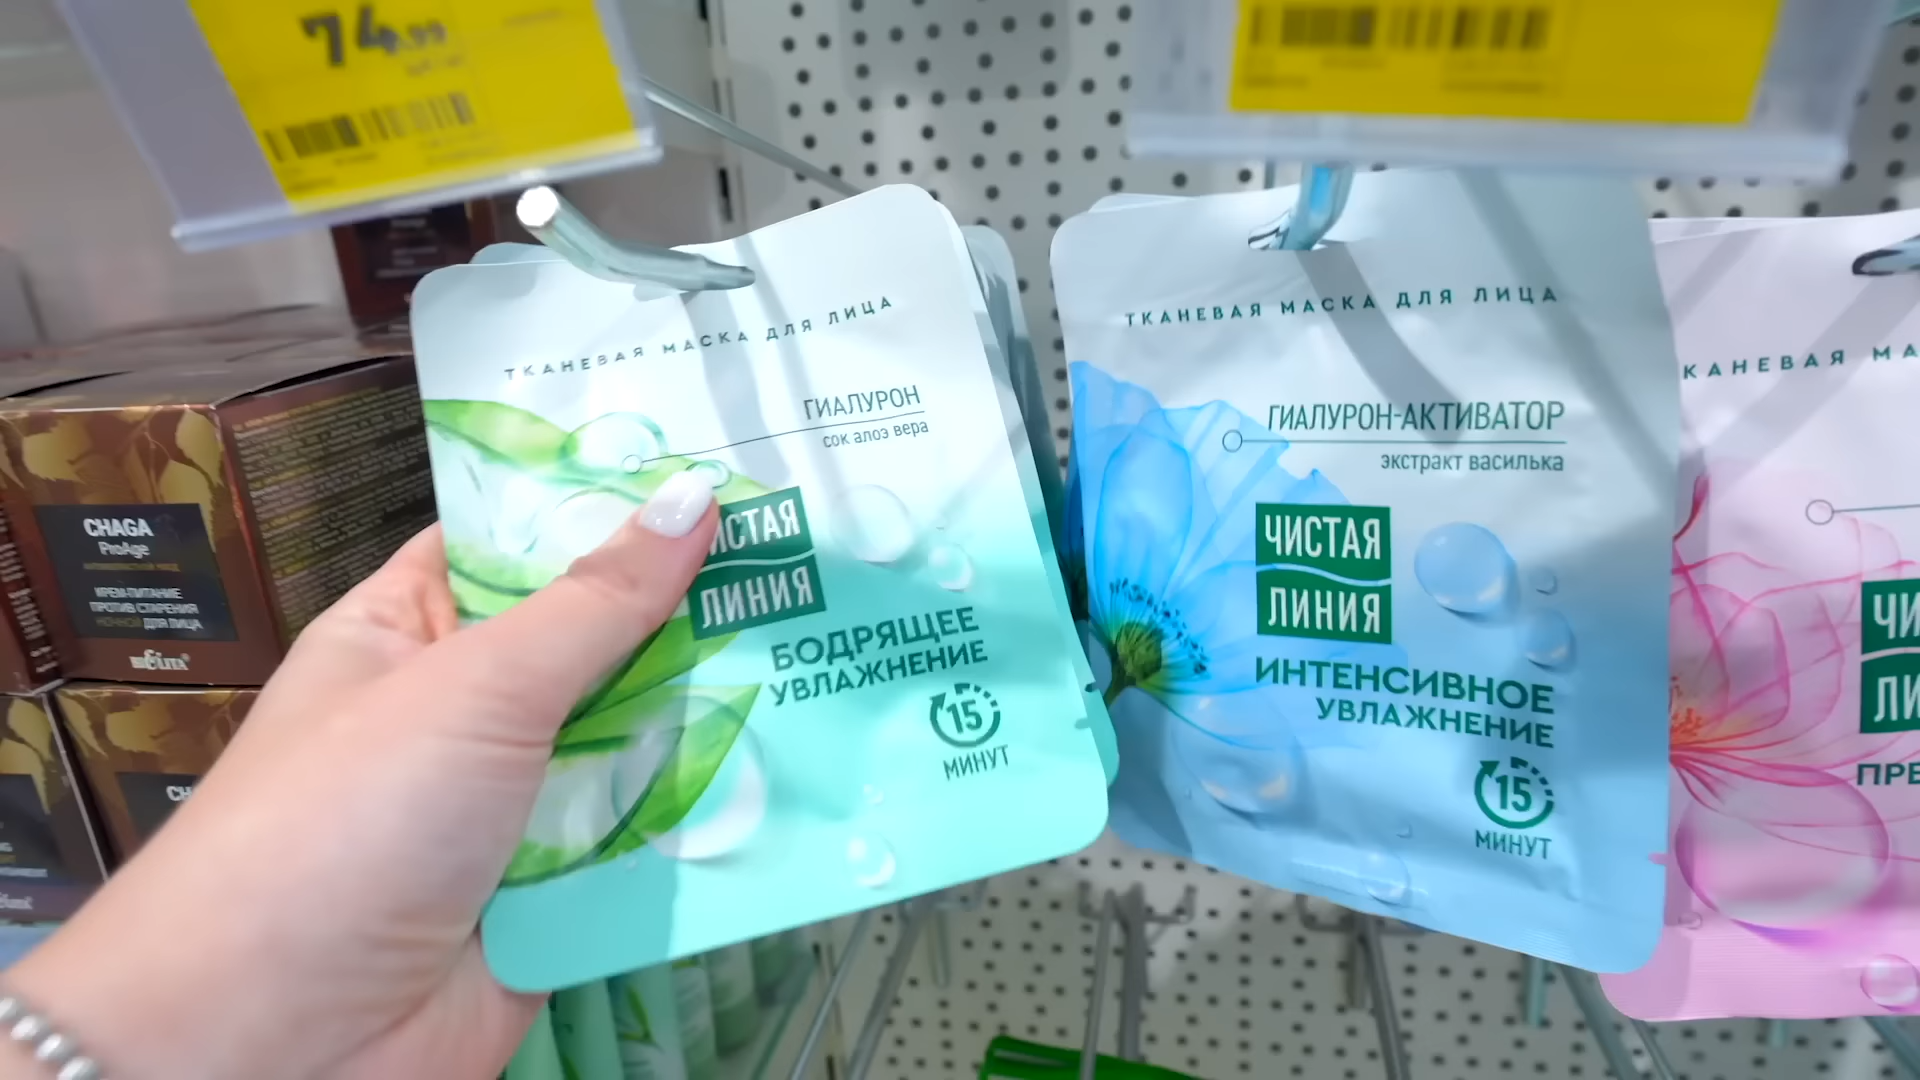 74.99
ТКАНЕВАЯ МАСКА ДЛЯ ЛИЦА
ГИАЛУРОН
сок алоэ вера
ИСТАЯ
ЛИНИЯ
БОДРЯЩЕЕ
УВЛАЖНЕНИЕ
15
МИНУТ
ТКАНЕВАЯ МАСКА ДЛЯ ЛИЦА
ГИАЛУРОН-АКТИВАТОР
экстракт василька
ЧИСТАЯ
ЛИНИЯ
ИНТЕНСИВНОЕ
УВЛАЖНЕНИЕ
15
МИНУТ
КАНЕВАЯ МА
ЧИ
ЛИ
ПРЕ
CHAGA
ProAge
КРЕМ-ПИТАНИЕ
ПРОТИВ СТАРЕНИЯ
НОЧНОЙ ДЛЯ ЛИЦА
CH